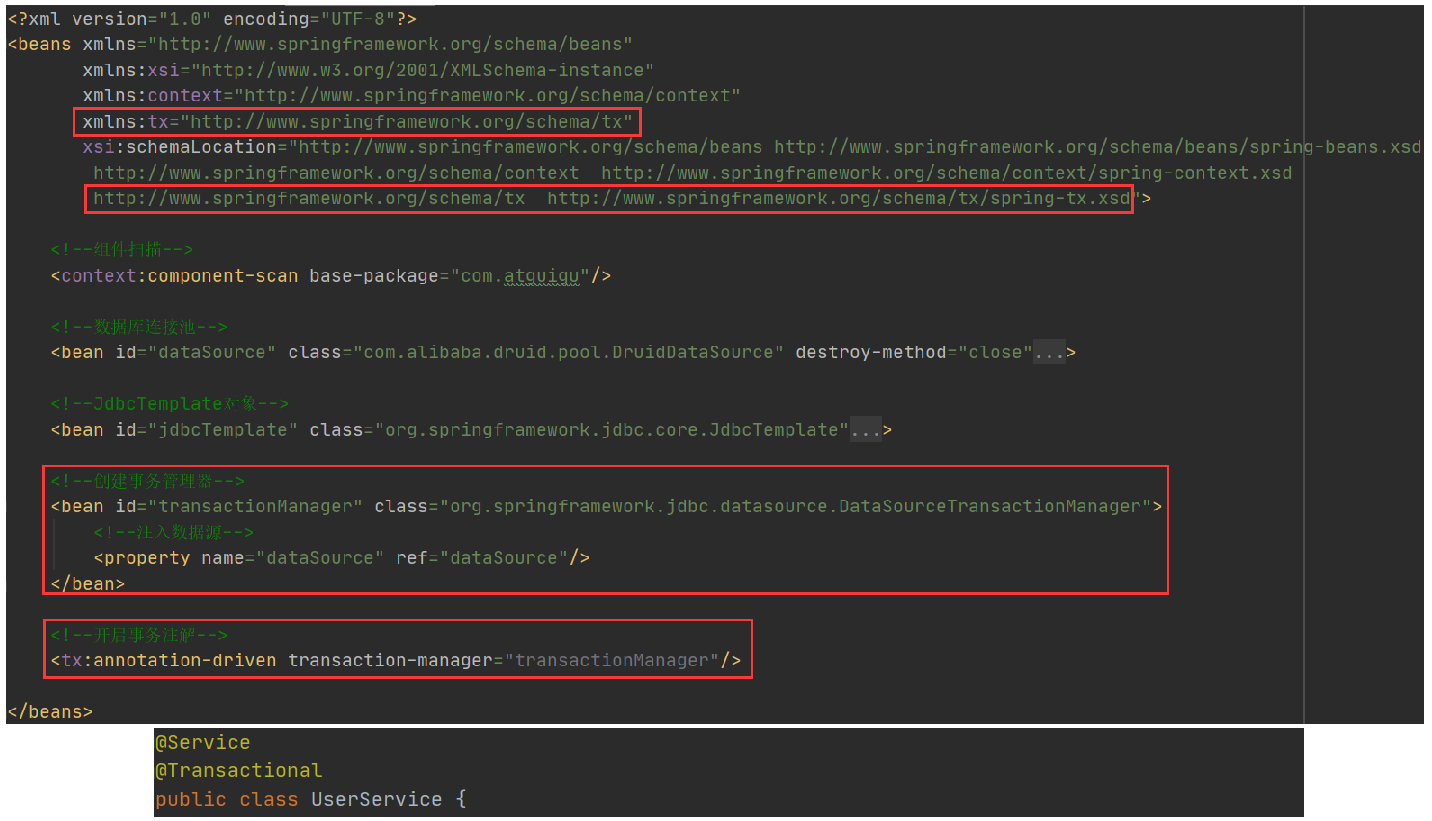 <?xml version="1.0" encoding="UTF-8"?>
<beans xmlns="http://www.springframework.org/schema/beans"
xmlns:xsi="http://www.w3.org/2001/XMLSchema-instance"
xmlns:context="http://www.springframework.org/schema/context"
xmlns:tx="http://www.springframework.org/schema/tx"
xsi:schemaLocation="http://www.springframework.org/schema/beans http://www.springframework.org/schema/beans/spring-beans.xsd
http://www.springframework.org/schema/context  http://www.springframework.org/schema/context/spring-context.xsd
http://www.springframework.org/schema/tx  http://www.springframework.org/schema/tx/spring-tx.xsd">
<!--组件扫描-->
<context:component-scan base-package="com.atguigu"/>
<!--数据库连接池-->
<bean id="dataSource" class="com.alibaba.druid.pool.DruidDataSource" destroy-method="close"...>
<!--JdbcTemplate对象-->
<bean id="jdbcTemplate" class="org.springframework.jdbc.core.JdbcTemplate"...>
<!--创建事务管理器-->
<bean id="transactionManager" class="org.springframework.jdbc.datasource.DataSourceTransactionManager">
<!--注入数据源-->
<property name="dataSource" ref="dataSource"/>
</bean>
<!--开启事务注解-->
<tx:annotation-driven transaction-manager="transactionManager"/>
</beans>
@Service
@Transactional
public class UserService {